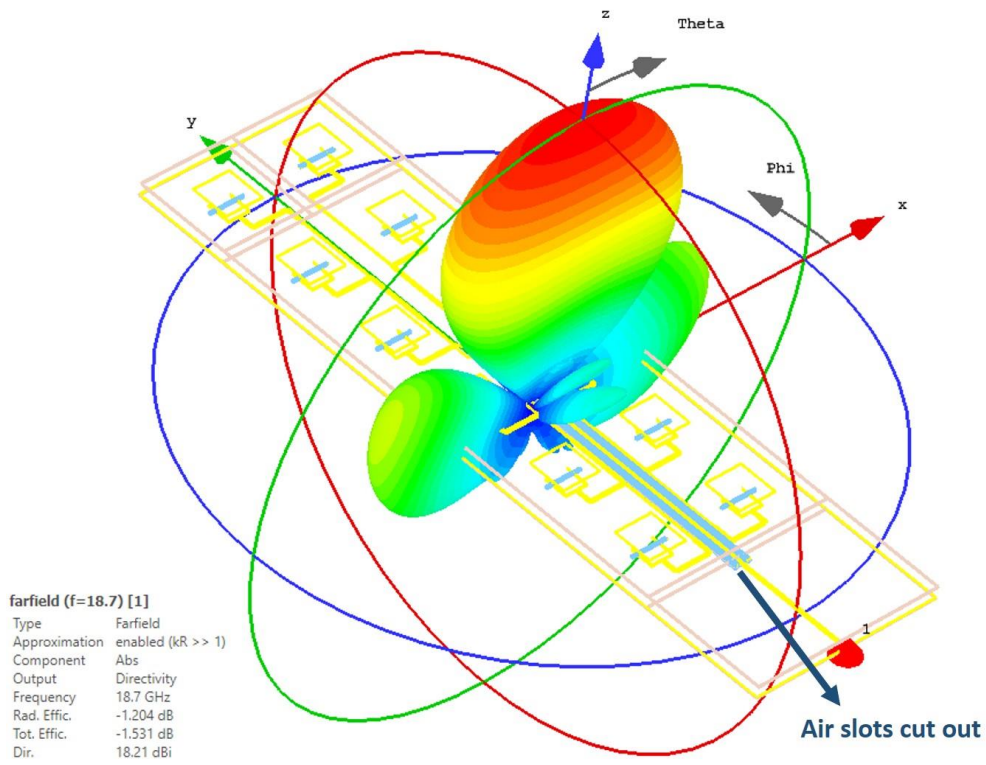 z
Theta
y
Phi
x
1
Air slots cut out
farfield (f=18.7) [1]
Type Farfield
Approximation enabled (kR >> 1)
Component Abs
Output Directivity
Frequency 18.7 GHz
Rad. Effic. -1.204 dB
Tot. Effic. -1.531 dB
Dir. 18.21 dBi